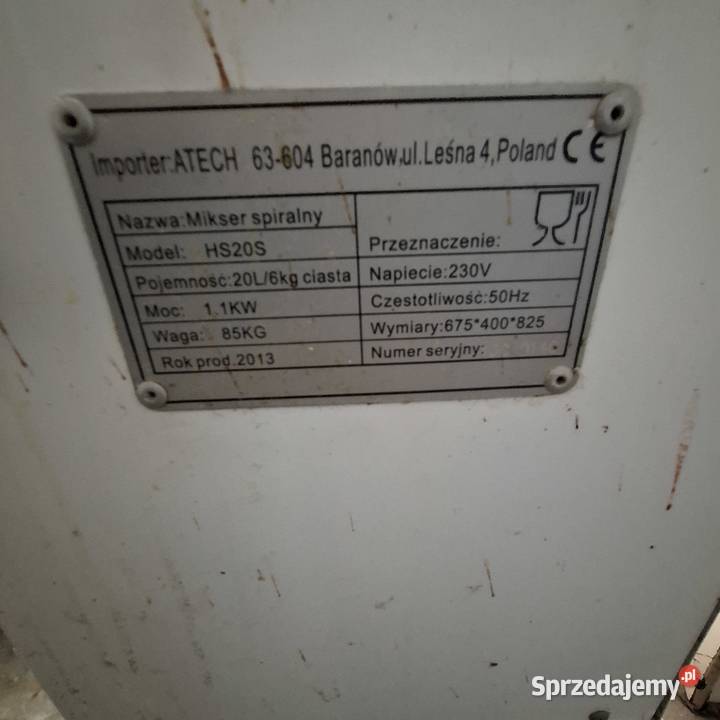 Importer:ATECH 63-604 Baranów,ul.Leśna 4,Poland CE
Nazwa:Mikser spiralny
Model: HS20S
Pojemność:20L/6kg ciasta
Moc: 1.1KW
Waga: 85KG
Rok prod.2013
Przeznaczenie:
Napiecie:230V
Czestotliwość:50Hz
Wymiary:675*400*825
Numer seryjny:
Sprzedajemy.pl